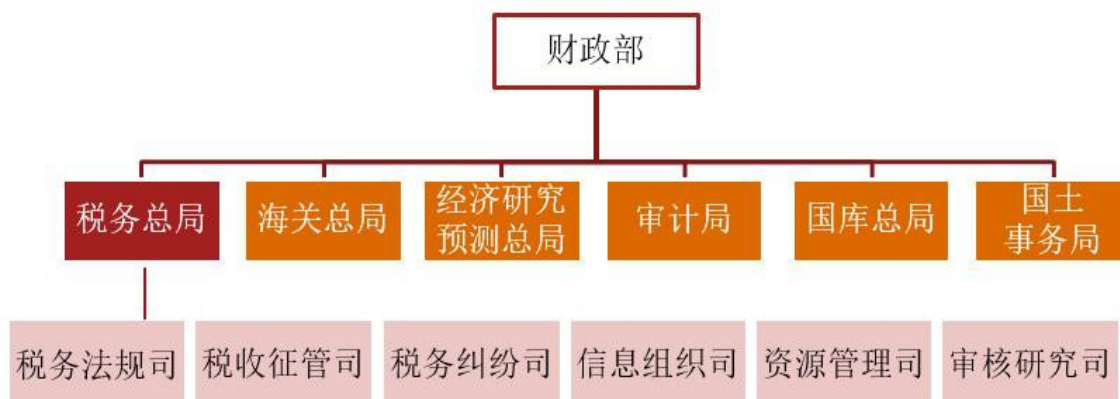 财政部
税务总局
海关总局
经济研究
预测总局
审计局
国库总局
国土
事务局
税务法规司
税收征管司
税务纠纷司
信息组织司
资源管理司
审核研究司